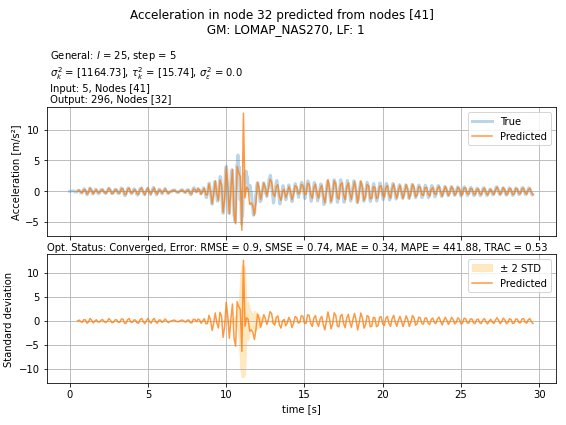 Acceleration in node 32 predicted from nodes [41]
GM: LOMAP_NAS270, LF: 1
General: l = 25, step = 5
σ²ₖ = [1164.73], τ²ₖ = [15.74], σ²_ε = 0.0
Input: 5, Nodes [41]
Output: 296, Nodes [32]
Acceleration [m/s²]
10
5
0
−5
True
Predicted
Opt. Status: Converged, Error: RMSE = 0.9, SMSE = 0.74, MAE = 0.34, MAPE = 441.88, TRAC = 0.53
Standard deviation
10
5
0
−5
−10
± 2 STD
Predicted
0 5 10 15 20 25 30
time [s]